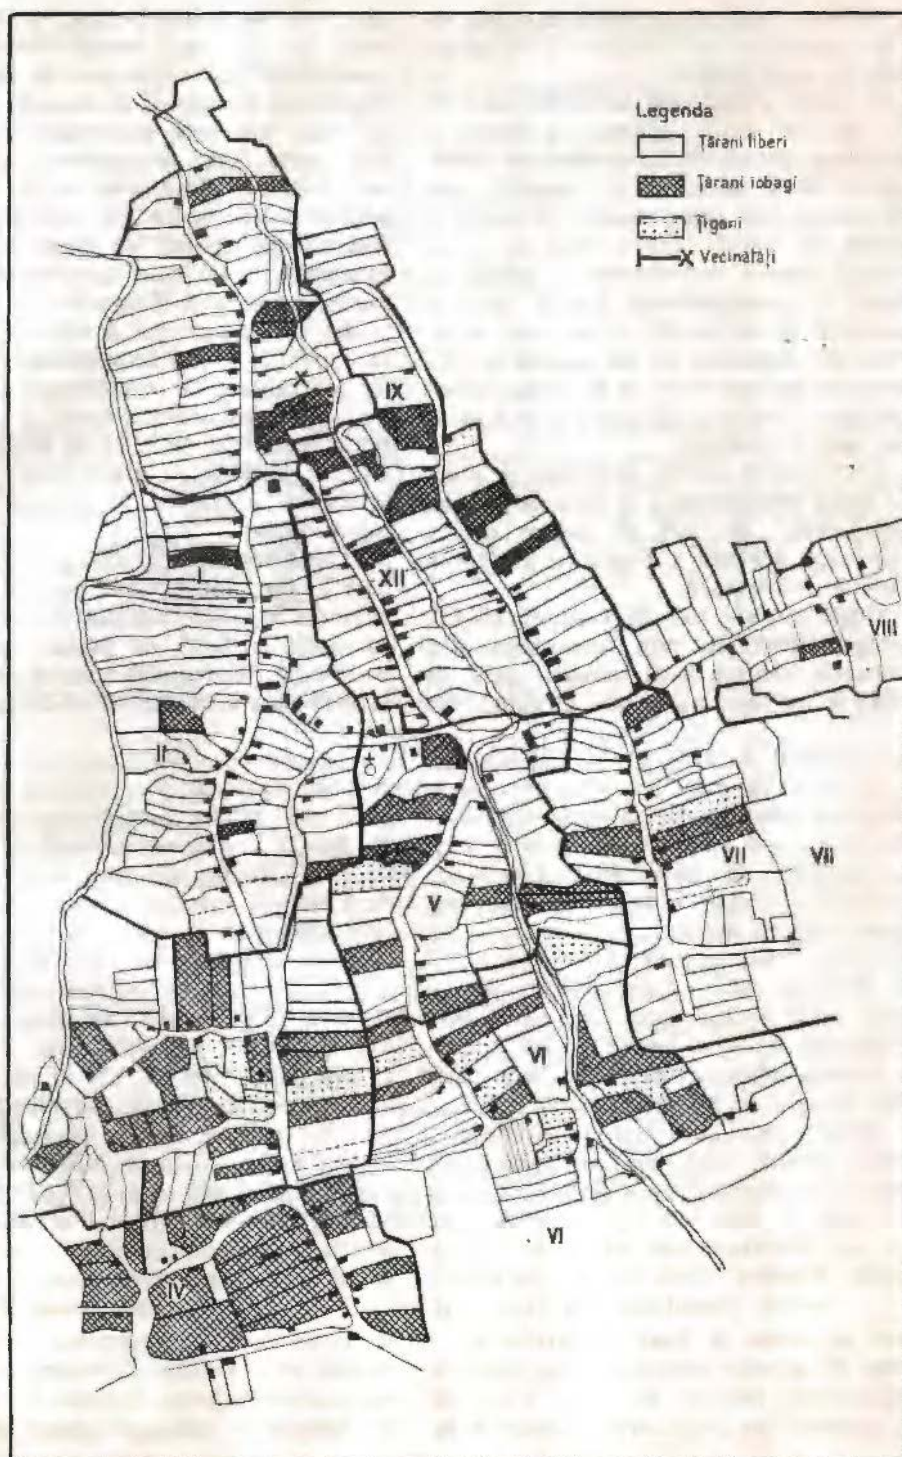 Legenda
Țărani liberi
Țărani iobagi
Țigani
X Vecinătăți
X
IX
I
XII
VIII
II
VII
VII
V
VI
VI
IV